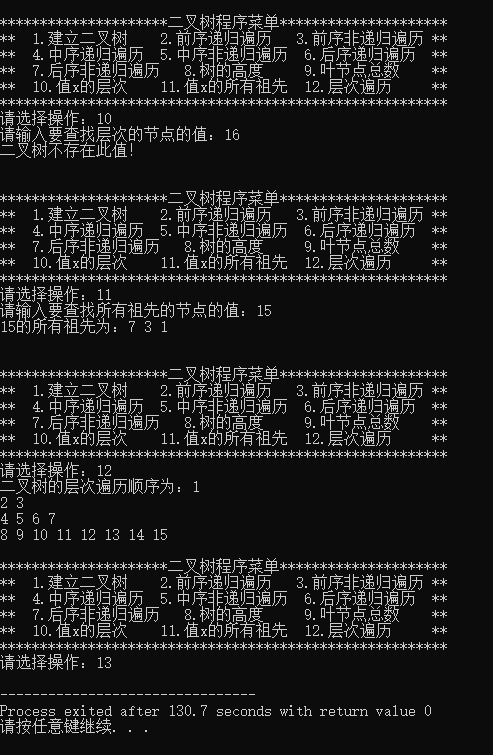 *********************二叉树程序菜单*********************
**  1.建立二叉树    2.前序递归遍历   3.前序非递归遍历 **
**  4.中序递归遍历  5.中序非递归遍历  6.后序递归遍历  **
**  7.后序非递归遍历   8.树的高度     9.叶节点总数    **
**  10.值x的层次    11.值x的所有祖先  12.层次遍历     **
********************************************************
请选择操作：10
请输入要查找层次的节点的值：16
二叉树不存在此值!
*********************二叉树程序菜单*********************
**  1.建立二叉树    2.前序递归遍历   3.前序非递归遍历 **
**  4.中序递归遍历  5.中序非递归遍历  6.后序递归遍历  **
**  7.后序非递归遍历   8.树的高度     9.叶节点总数    **
**  10.值x的层次    11.值x的所有祖先  12.层次遍历     **
********************************************************
请选择操作：11
请输入要查找所有祖先的节点的值：15
15的所有祖先为：7 3 1
*********************二叉树程序菜单*********************
**  1.建立二叉树    2.前序递归遍历   3.前序非递归遍历 **
**  4.中序递归遍历  5.中序非递归遍历  6.后序递归遍历  **
**  7.后序非递归遍历   8.树的高度     9.叶节点总数    **
**  10.值x的层次    11.值x的所有祖先  12.层次遍历     **
********************************************************
请选择操作：12
二叉树的层次遍历顺序为：1
2 3
4 5 6 7
8 9 10 11 12 13 14 15
*********************二叉树程序菜单*********************
**  1.建立二叉树    2.前序递归遍历   3.前序非递归遍历 **
**  4.中序递归遍历  5.中序非递归遍历  6.后序递归遍历  **
**  7.后序非递归遍历   8.树的高度     9.叶节点总数    **
**  10.值x的层次    11.值x的所有祖先  12.层次遍历     **
********************************************************
请选择操作：13
--------------------------------
Process exited after 130.7 seconds with return value 0
请按任意键继续. . .